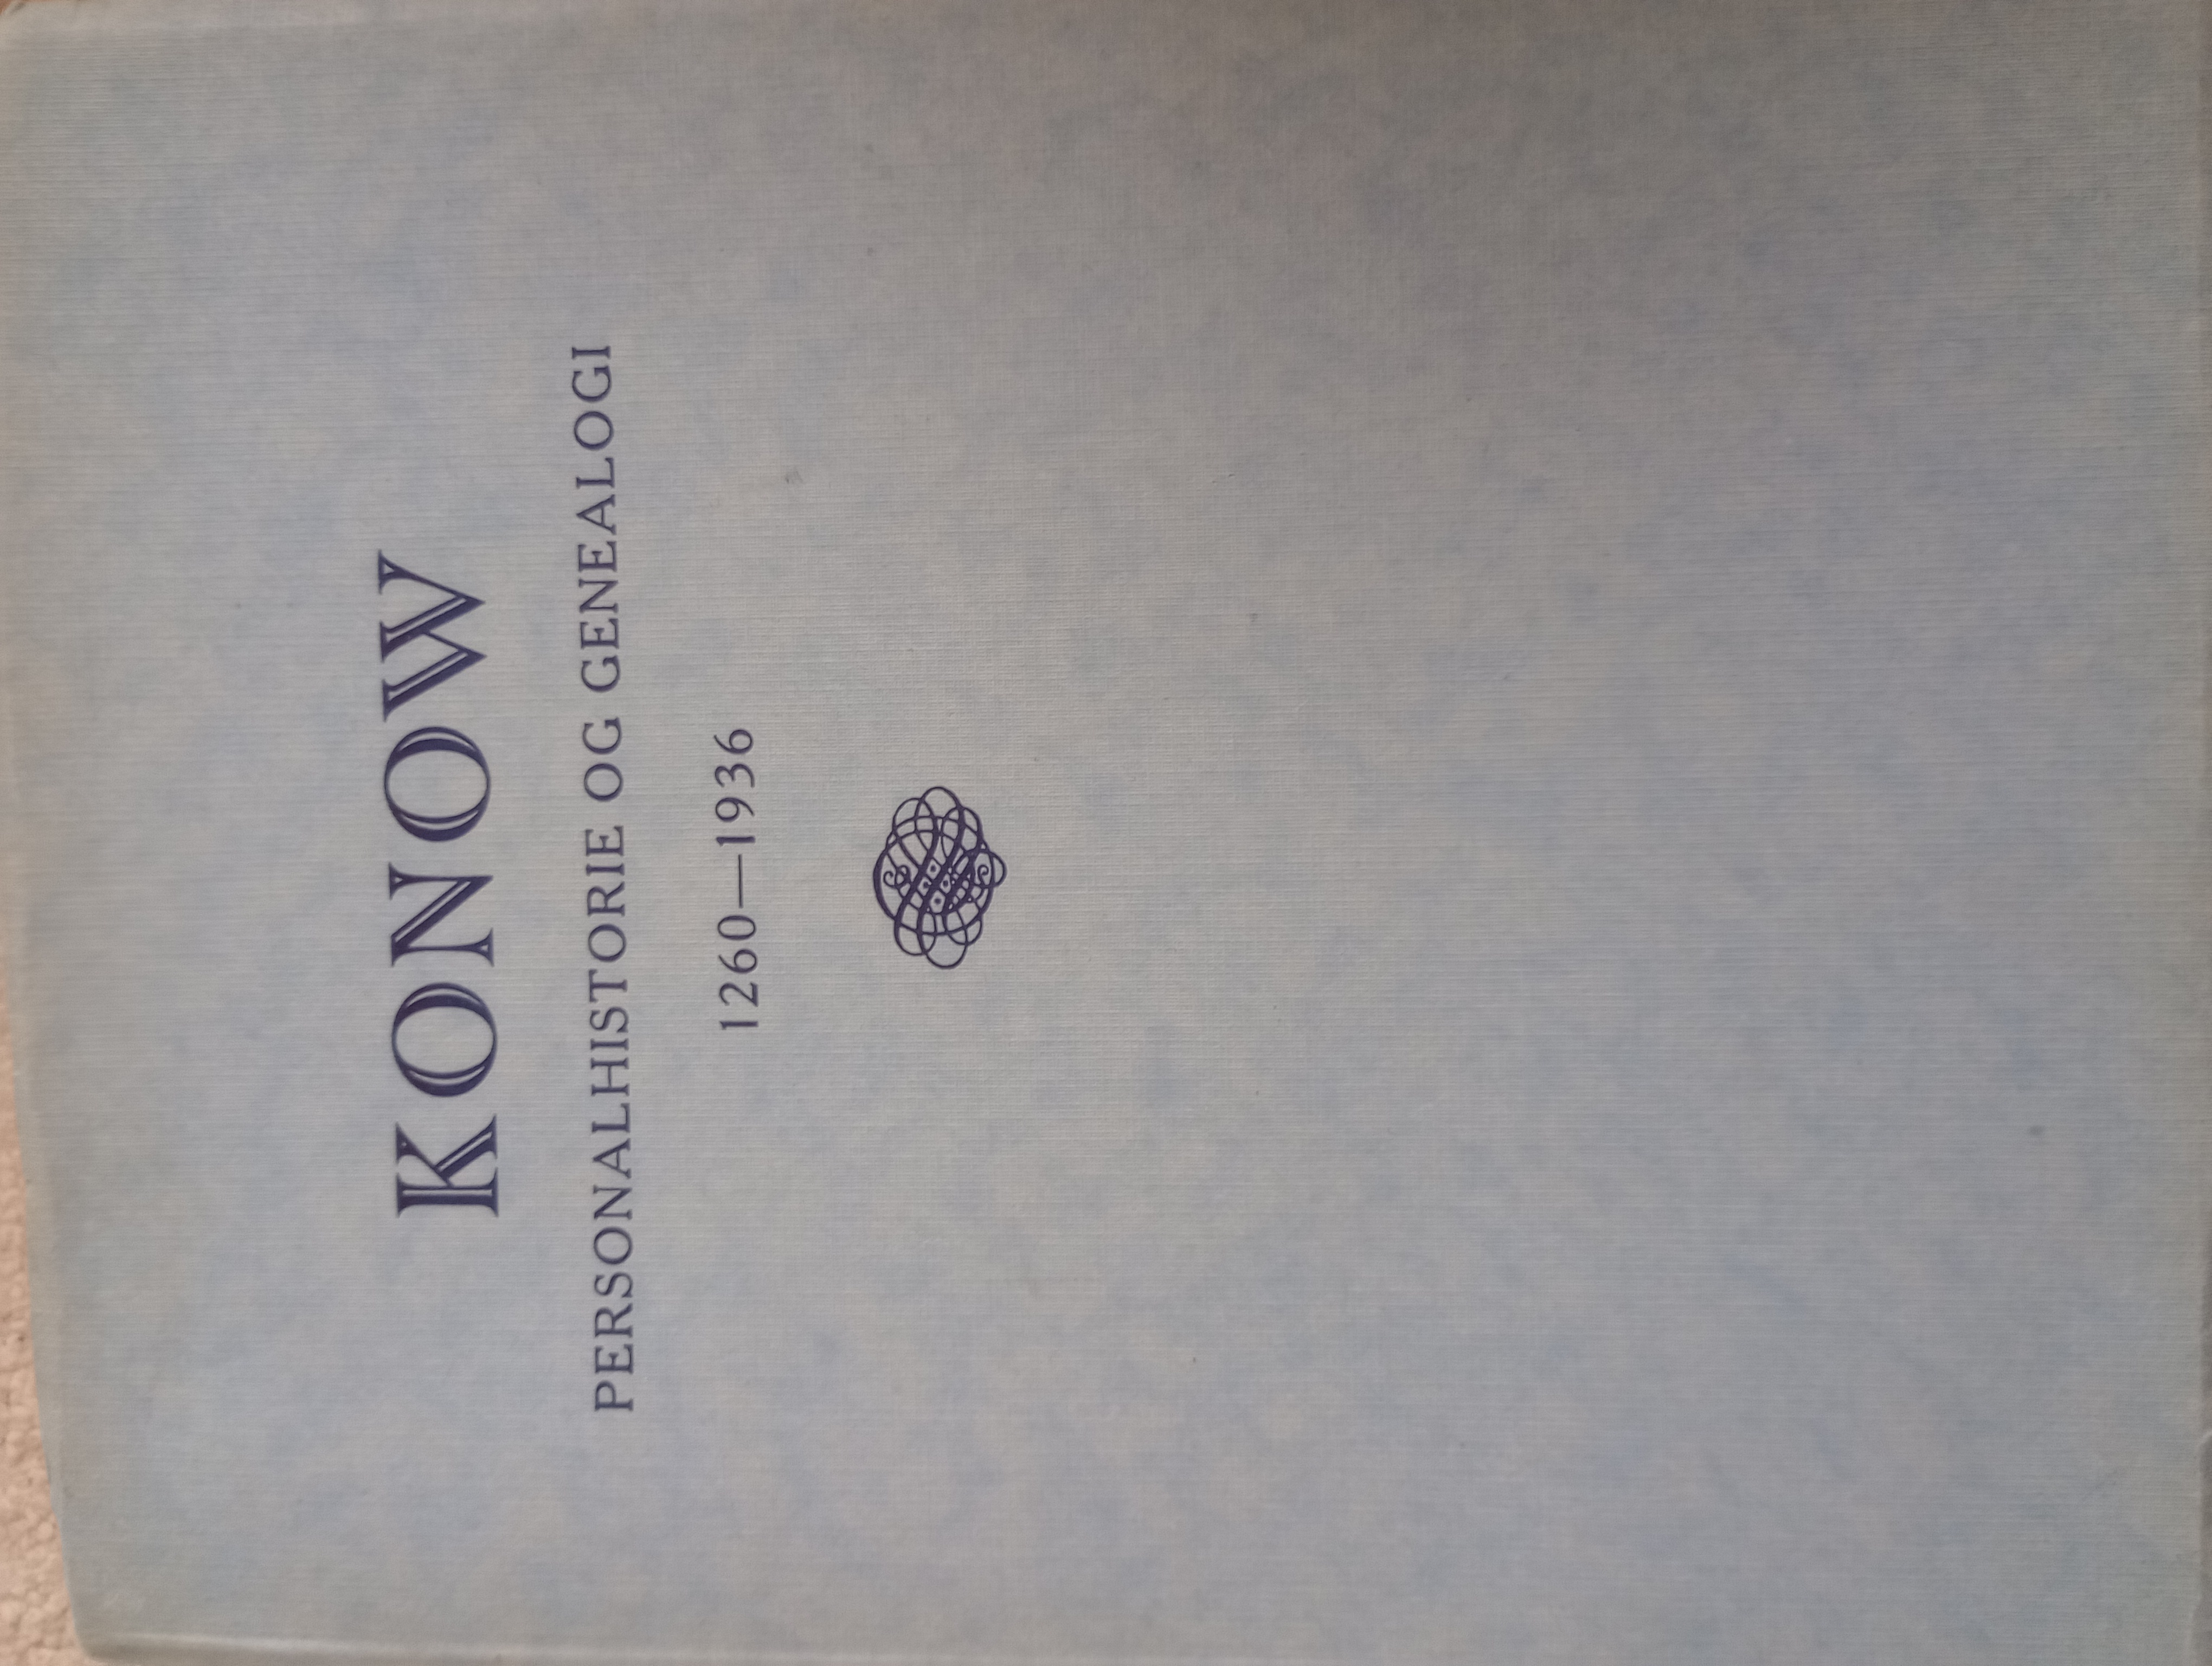 KONOW
PERSONALHISTORIE OG GENEALOGI
1260—1936